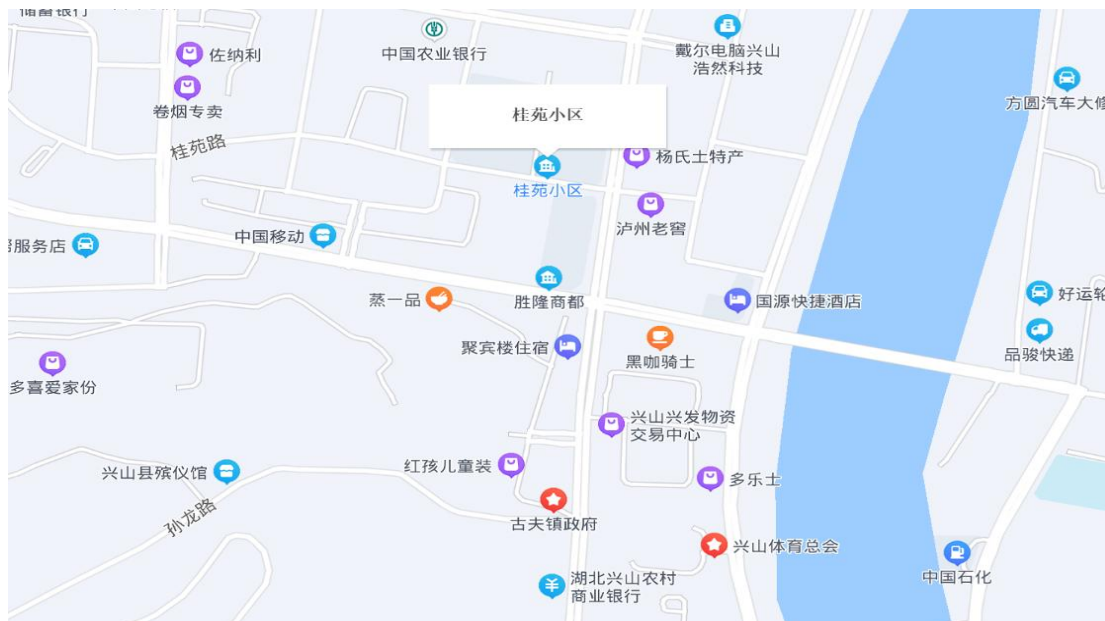 储蓄银行
中国农业银行
佐纳利
戴尔电脑兴山
浩然科技
卷烟专卖
方圆汽车大修
桂苑小区
桂苑路
杨氏土特产
桂苑小区
泸州老窖
中国移动
服务店
蒸一品
胜隆商都
国源快捷酒店
好运轮
聚宾楼住宿
黑咖骑士
品骏快递
多喜爱家份
兴山兴发物资
交易中心
兴山县殡仪馆
红孩儿童装
多乐士
孙龙路
古夫镇政府
兴山体育总会
湖北兴山农村
商业银行
中国石化